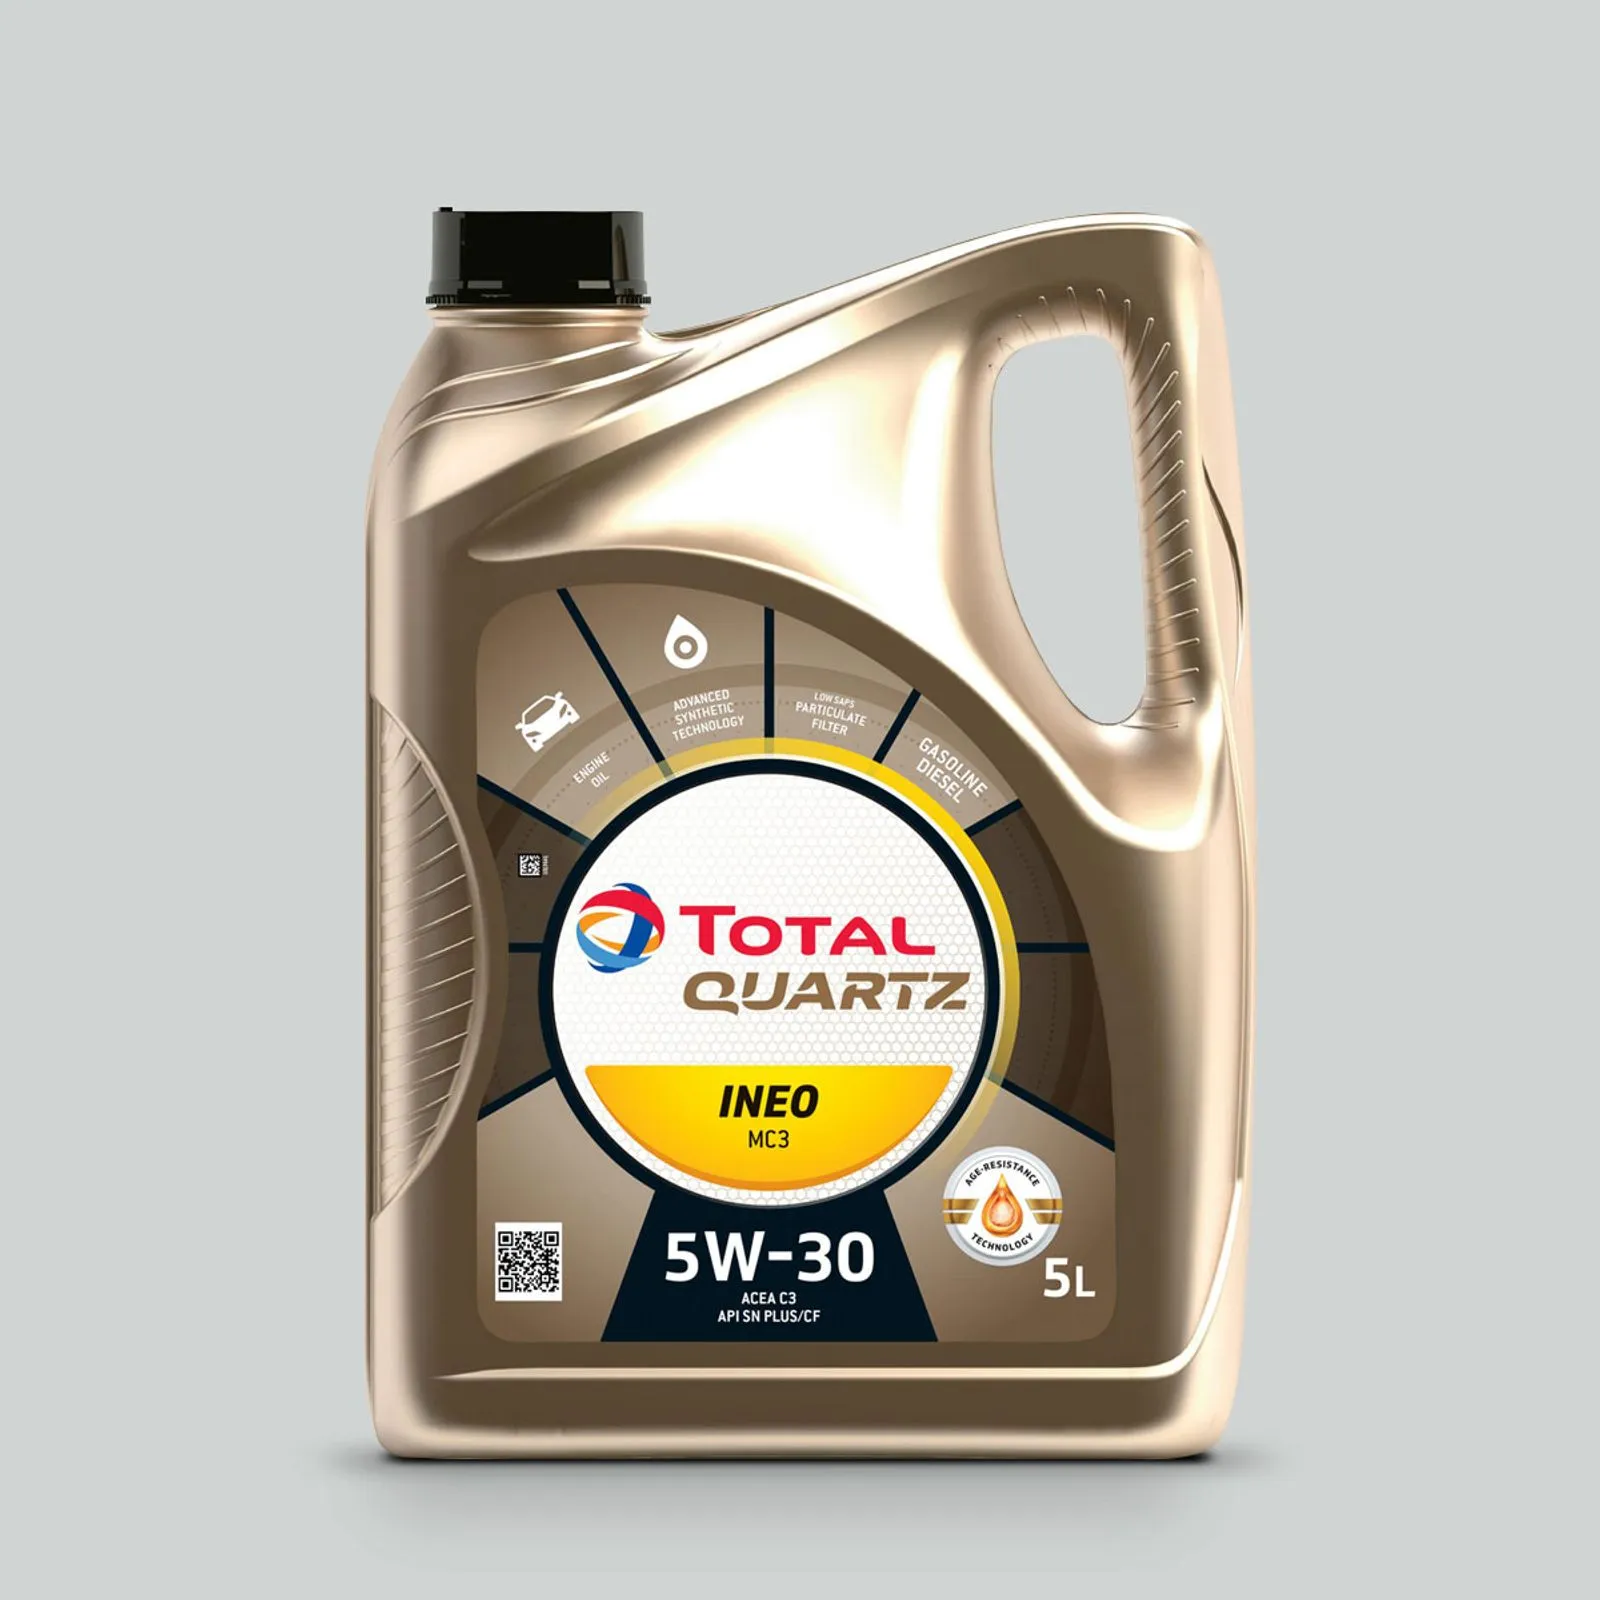 ENGINE
OIL
ADVANCED
SYNTHETIC
TECHNOLOGY
LOW SAPS
PARTICULATE
FILTER
GASOLINE
DIESEL
TOTAL
QUARTZ
INEO
MC3
AGE-RESISTANCE
TECHNOLOGY
5W-30
5L
ACEA C3
API SN PLUS/CF